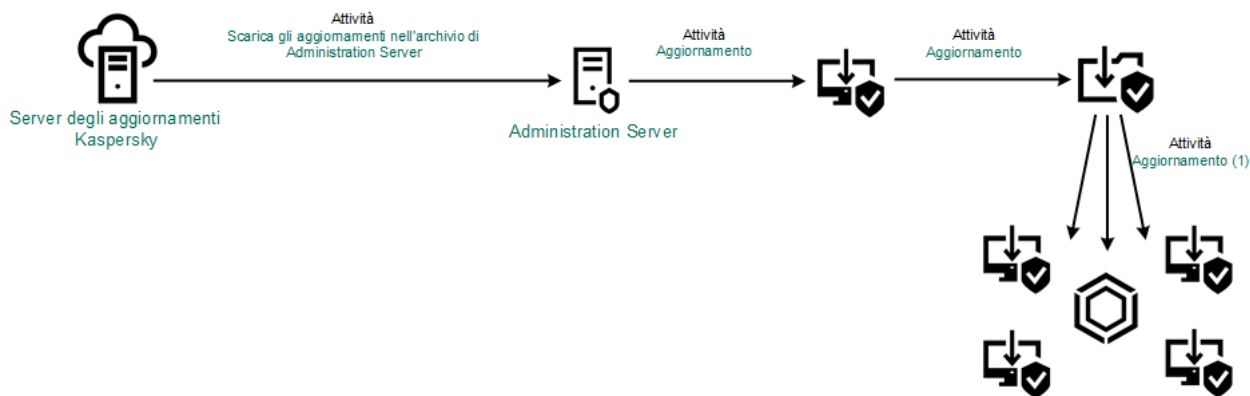 Attività
Scarica gli aggiornamenti nell'archivio di
Administration Server
Server degli aggiornamenti
Kaspersky
Administration Server
Attività
Aggiornamento
Attività
Aggiornamento
Attività
Aggiornamento (1)